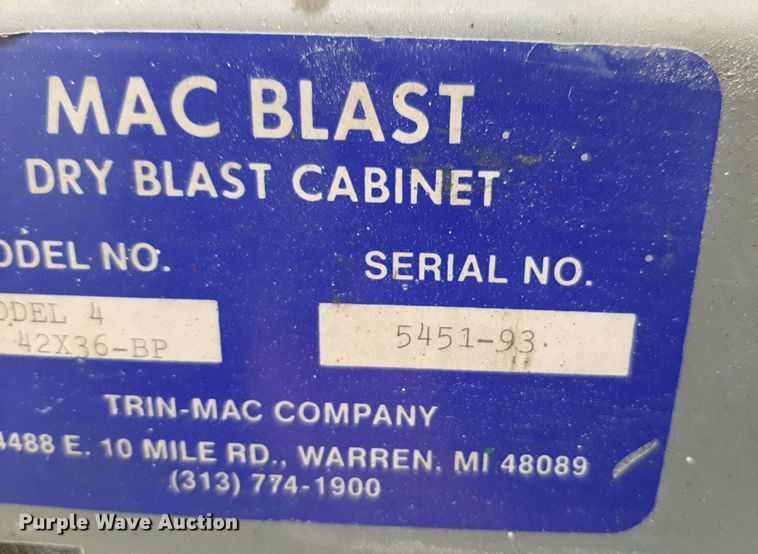 MAC BLAST
DRY BLAST CABINET
ODEL NO.
SERIAL NO.
ODEL 4
42X36-BP
5451-93
TRIN-MAC COMPANY
4488 E. 10 MILE RD., WARREN, MI 48089
(313) 774-1900
Purple Wave Auction